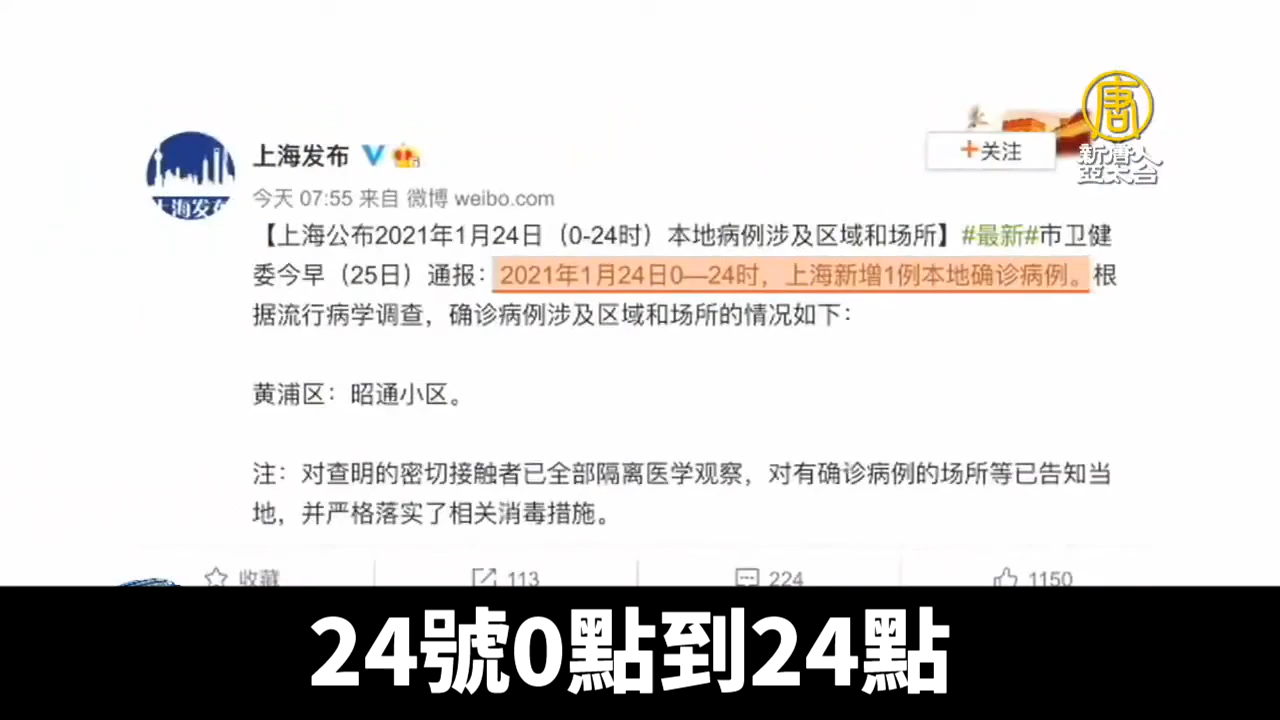 唐
新唐人
亞太台
上海发布
+关注
上海发布
今天 07:55 来自 微博 weibo.com
【上海公布2021年1月24日（0-24时）本地病例涉及区域和场所】#最新#市卫健
委今早（25日）通报：2021年1月24日0—24时，上海新增1例本地确诊病例。根
据流行病学调查，确诊病例涉及区域和场所的情况如下：
黄浦区：昭通小区。
注：对查明的密切接触者已全部隔离医学观察，对有确诊病例的场所等已告知当
地，并严格落实了相关消毒措施。
收藏 113 224 1150
24號0點到24點